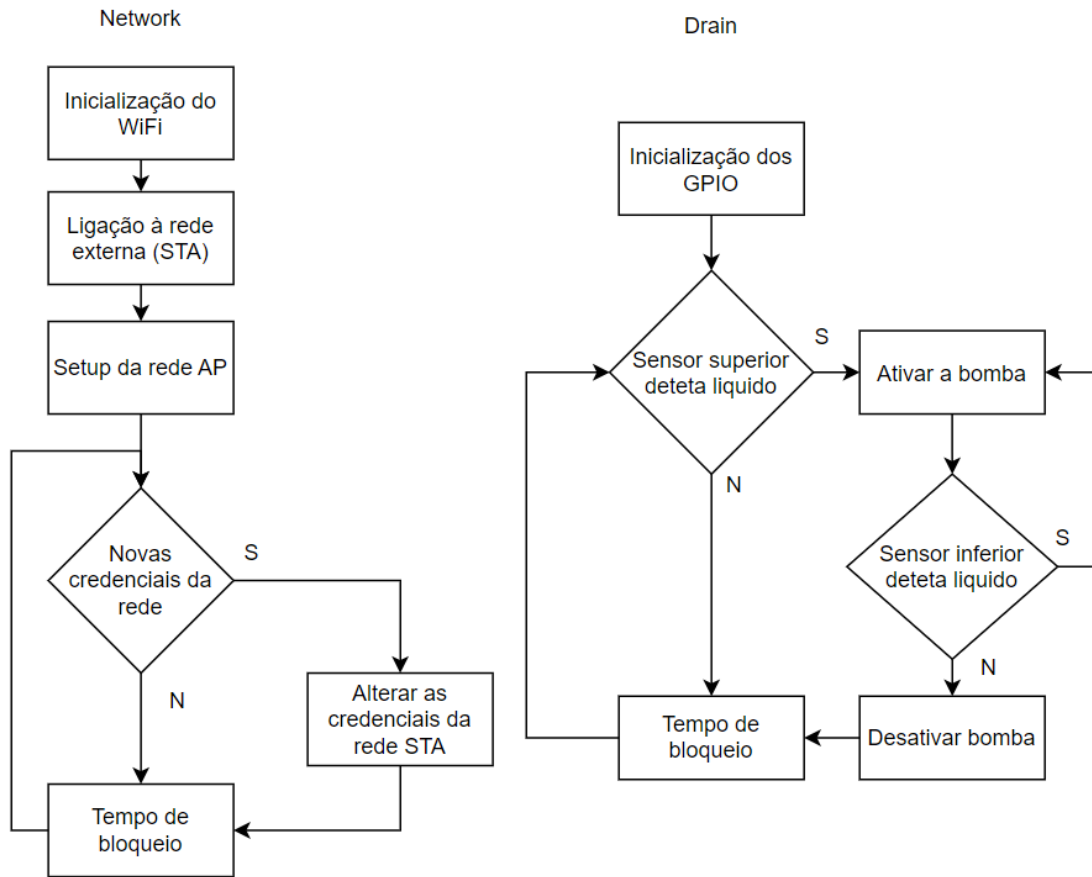 Network
Inicialização do
WiFi
Ligação à rede
externa (STA)
Setup da rede AP
Novas
credenciais da
rede
S
N
Alterar as
credenciais da
rede STA
Tempo de
bloqueio
Drain
Inicialização dos
GPIO
Sensor superior
deteta liquido
S
N
Ativar a bomba
Sensor inferior
deteta liquido
S
N
Desativar bomba
Tempo de
bloqueio